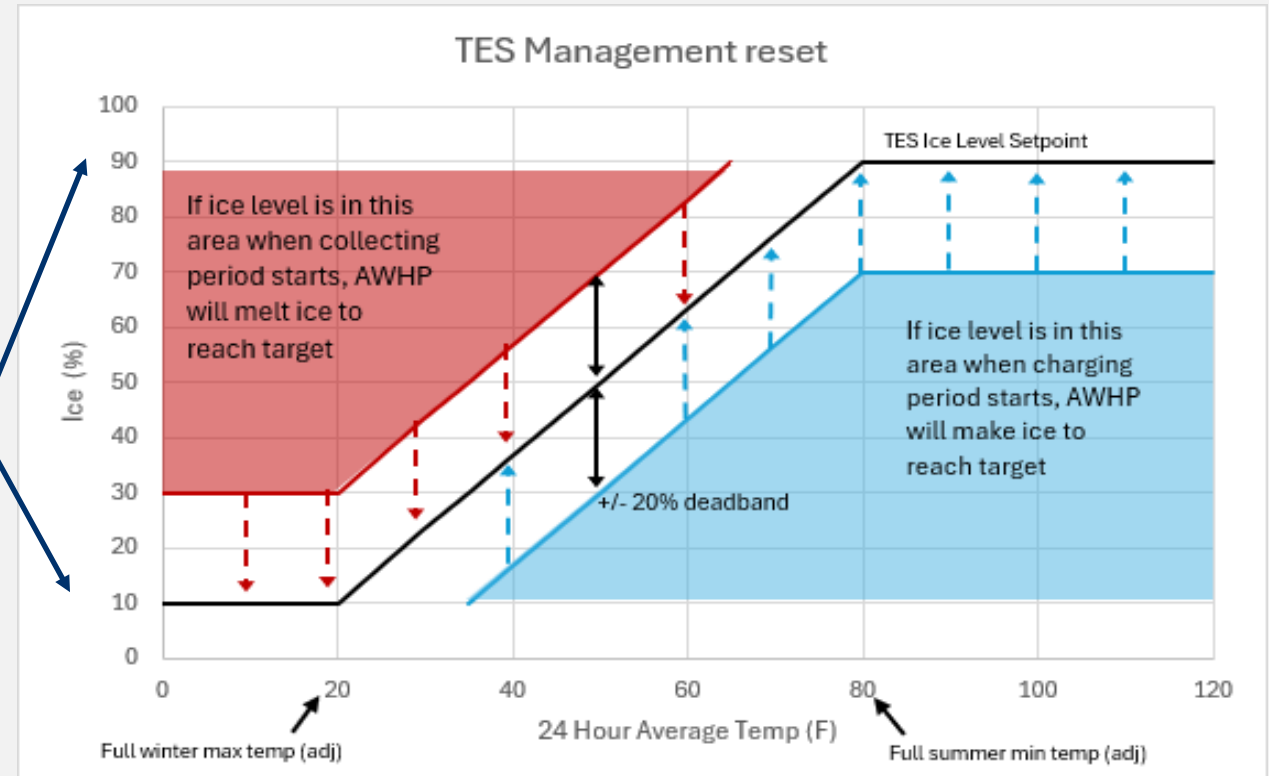 TES Management reset
100
90
80
70
60
50
40
30
20
10
0
Ice (%)
If ice level is in this
area when collecting
period starts, AWHP
will melt ice to
reach target
TES Ice Level Setpoint
If ice level is in this
area when charging
period starts, AWHP
will make ice to
reach target
+/- 20% deadband
0 20 40 60 80 100 120
24 Hour Average Temp (F)
Full winter max temp (adj)
Full summer min temp (adj)